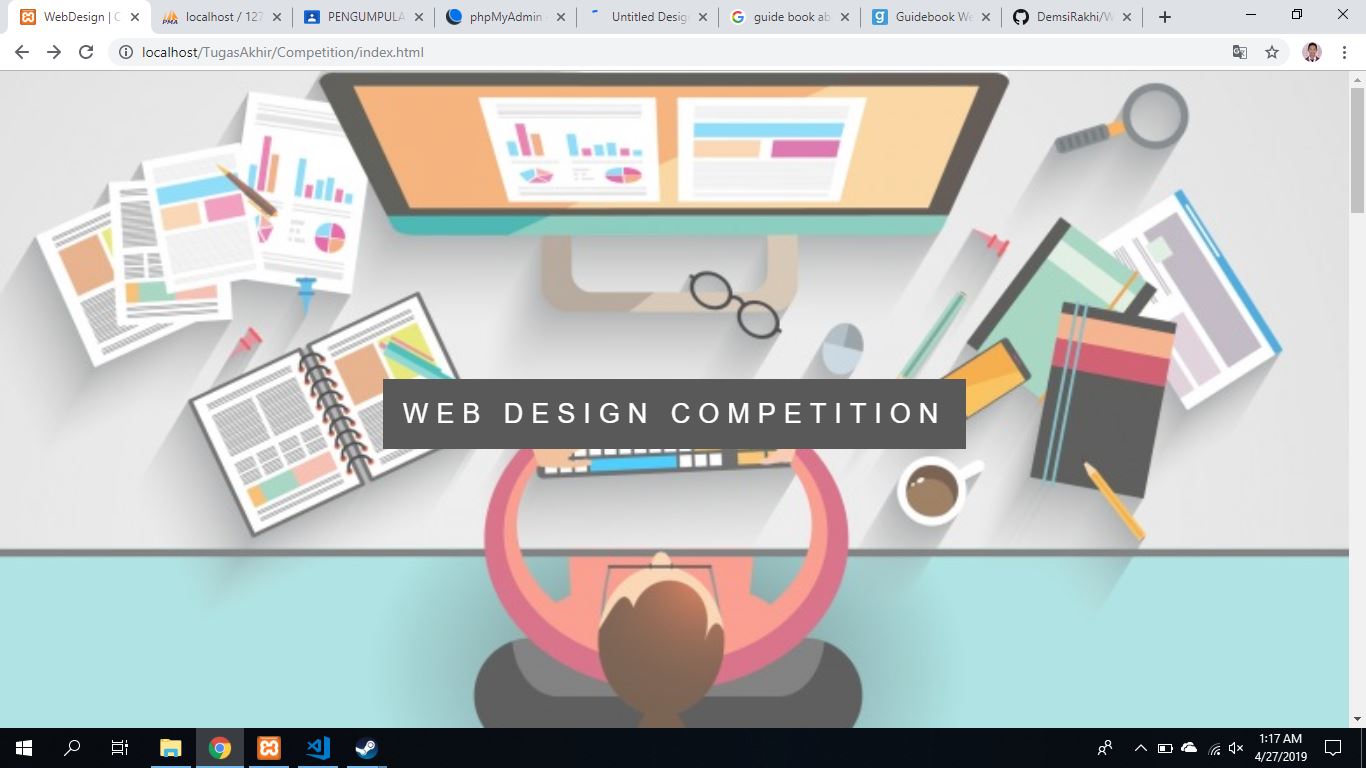 WebDesign | C
localhost / 127
PENGUMPULA
phpMyAdmin
Untitled Desig
guide book ab
Guidebook We
DemsiRakhi/W
localhost/TugasAkhir/Competition/index.html
WEB DESIGN COMPETITION
1:17 AM
4/27/2019